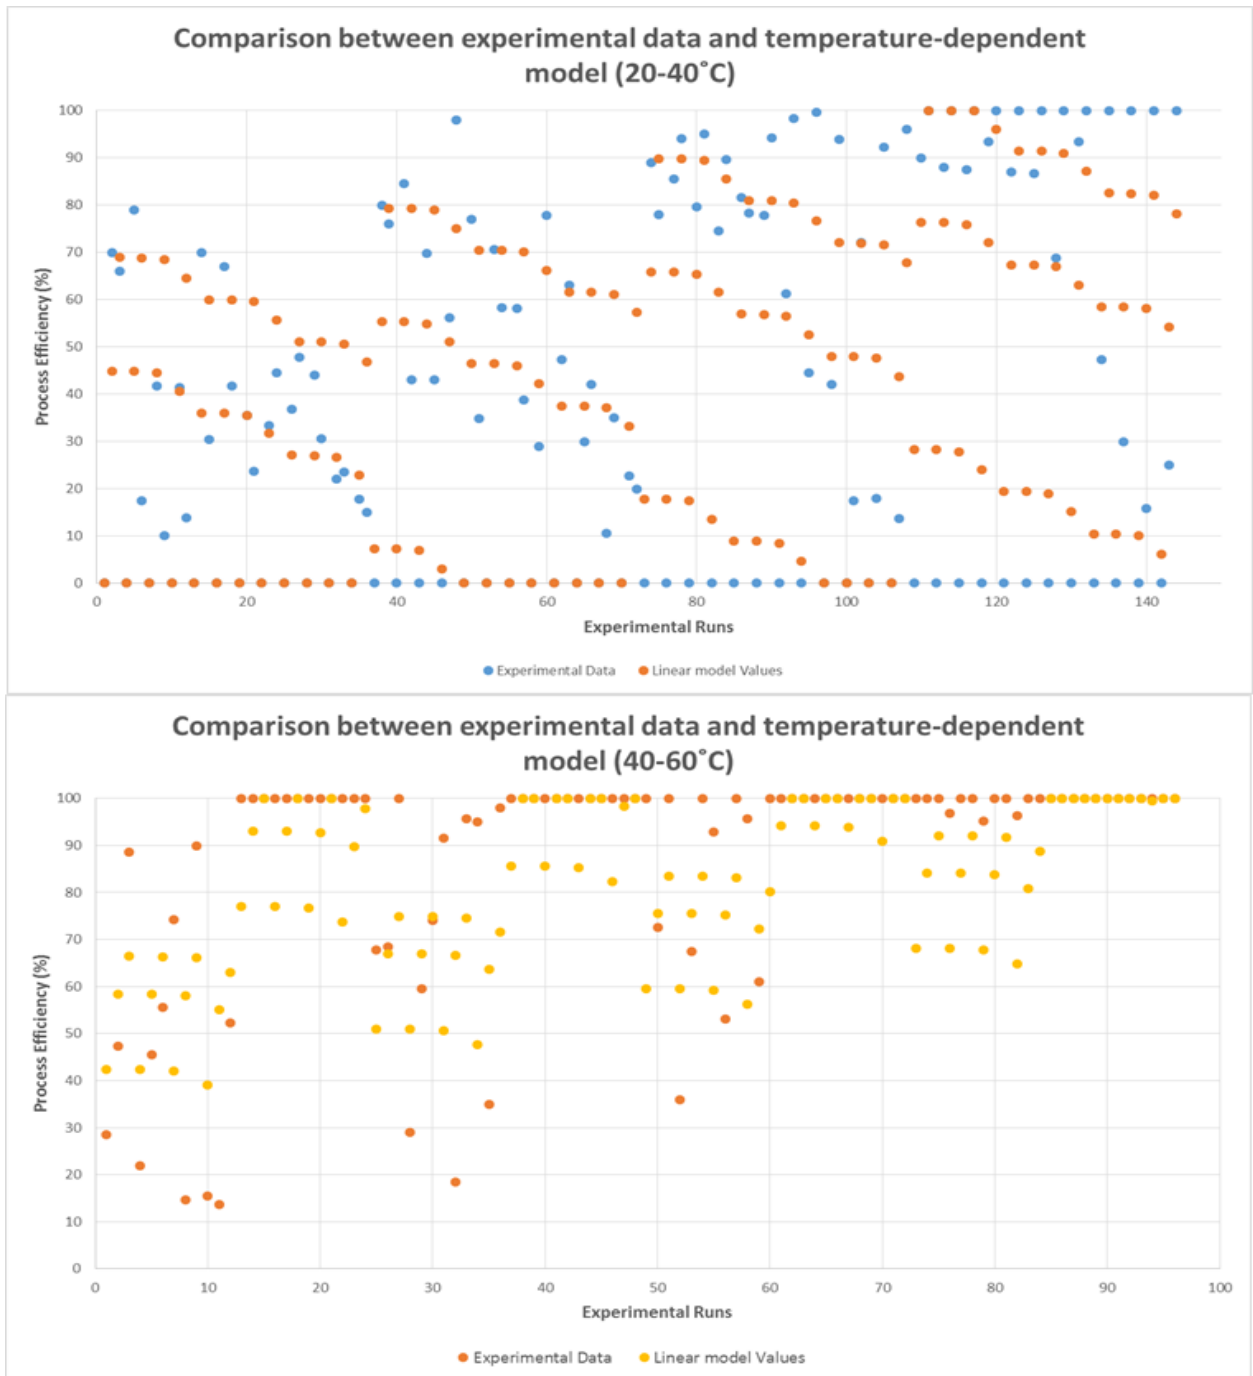 Comparison between experimental data and temperature-dependent
model (20-40˚C)
100
90
80
70
60
50
40
30
20
10
0
Process Efficiency (%)
0 20 40 60 80 100 120 140
Experimental Runs
Experimental Data Linear model Values
Comparison between experimental data and temperature-dependent
model (40-60˚C)
100
90
80
70
60
50
40
30
20
10
0
Process Efficiency (%)
0 10 20 30 40 50 60 70 80 90 100
Experimental Runs
Experimental Data Linear model Values